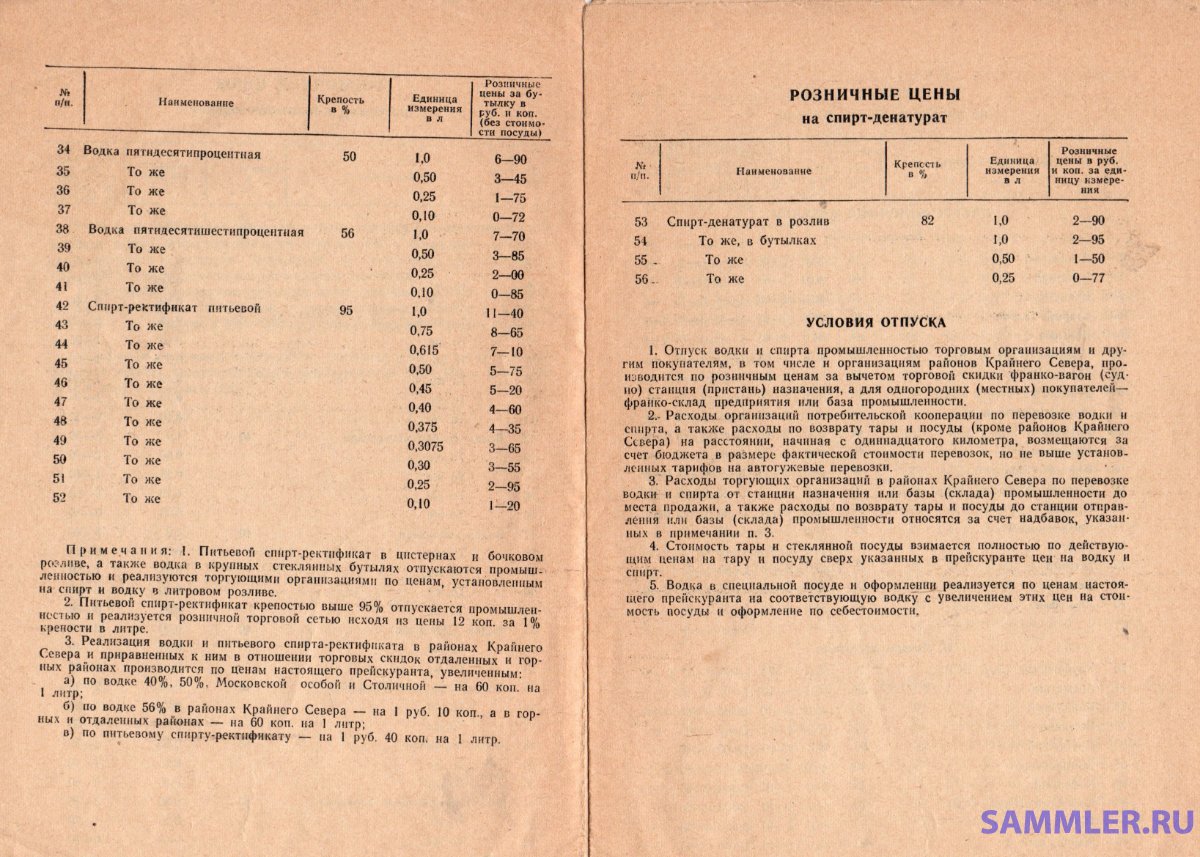 № п/п. Наименование Крепость в % Единица измерения в л Розничные цены за бутылку в руб. и коп. (без стоимости посуды)
34 Водка пятидесятипроцентная 50 1,0 6—90
35 То же 0,50 3—45
36 То же 0,25 1—75
37 То же 0,10 0—72
38 Водка пятидесятишестипроцентная 56 1,0 7—70
39 То же 0,50 3—85
40 То же 0,25 2—00
41 То же 0,10 0—85
42 Спирт-ректификат питьевой 95 1,0 11—40
43 То же 0,75 8—65
44 То же 0,615 7—10
45 То же 0,50 5—75
46 То же 0,45 5—20
47 То же 0,40 4—60
48 То же 0,375 4—35
49 То же 0,3075 3—65
50 То же 0,30 3—55
51 То же 0,25 2—95
52 То же 0,10 1—20
Примечания: 1. Питьевой спирт-ректификат в цистернах и бочковом
розливе, а также водка в крупных стеклянных бутылях отпускаются промыш-
ленностью и реализуются торгующими организациями по ценам, установленным
на спирт и водку в литровом розливе.
2. Питьевой спирт-ректификат крепостью выше 95% отпускается промышлен-
ностью и реализуется розничной торговой сетью исходя из цены 12 коп. за 1%
крепости в литре.
3. Реализация водки и питьевого спирта-ректификата в районах Крайнего
Севера и приравненных к ним в отношении торговых скидок отдаленных и гор-
ных районах производится по ценам настоящего прейскуранта, увеличенным:
а) по водке 40%, 50%, Московской особой и Столичной — на 60 коп. на
1 литр;
б) по водке 56% в районах Крайнего Севера — на 1 руб. 10 коп., а в гор-
ных и отдаленных районах — на 60 коп. на 1 литр;
в) по питьевому спирту-ректификату — на 1 руб. 40 коп. на 1 литр.
РОЗНИЧНЫЕ ЦЕНЫ
на спирт-денатурат
№ п/п. Наименование Крепость в % Единица измерения в л Розничные цены в руб. и коп. за единицу измерения
53 Спирт-денатурат в розлив 82 1,0 2—90
54 То же, в бутылках 1,0 2—95
55 То же 0,50 1—50
56 То же 0,25 0—77
УСЛОВИЯ ОТПУСКА
1. Отпуск водки и спирта промышленностью торговым организациям и дру-
гим покупателям, в том числе и организациям районов Крайнего Севера, про-
изводится по розничным ценам за вычетом торговой скидки франко-вагон (суд-
но) станция (пристань) назначения, а для одногородних (местных) покупателей—
франко-склад предприятия или база промышленности.
2. Расходы организаций потребительской кооперации по перевозке водки и
спирта, а также расходы по возврату тары и посуды (кроме районов Крайнего
Севера) на расстоянии, начиная с одиннадцатого километра, возмещаются за
счет бюджета в размере фактической стоимости перевозок, но не выше установ-
ленных тарифов на автогужевые перевозки.
3. Расходы торгующих организаций в районах Крайнего Севера по перевозке
водки и спирта от станции назначения или базы (склада) промышленности до
места продажи, а также расходы по возврату тары и посуды до станции отправ-
ления или базы (склада) промышленности относятся за счет надбавок, указан-
ных в примечании п. 3.
4. Стоимость тары и стеклянной посуды взимается полностью по действую-
щим ценам на тару и посуду сверх указанных в прейскуранте цен на водку и
спирт.
5. Водка в специальной посуде и оформлении реализуется по ценам настоя-
щего прейскуранта на соответствующую водку с увеличением этих цен на стои-
мость посуды и оформление по себестоимости.
SAMMLER.RU